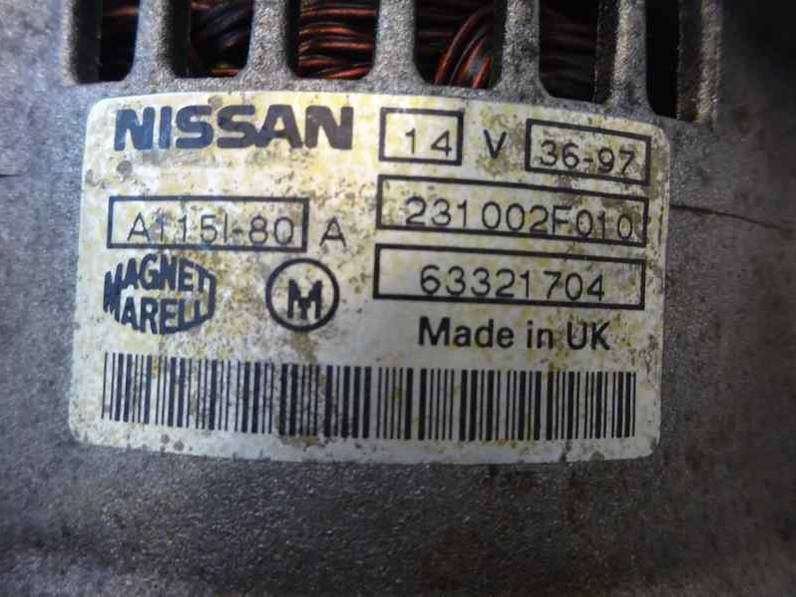 NISSAN 14 V 36-97
A115I-80 A 231002F010
MAGNETI MARELLI M 63321704
Made in UK